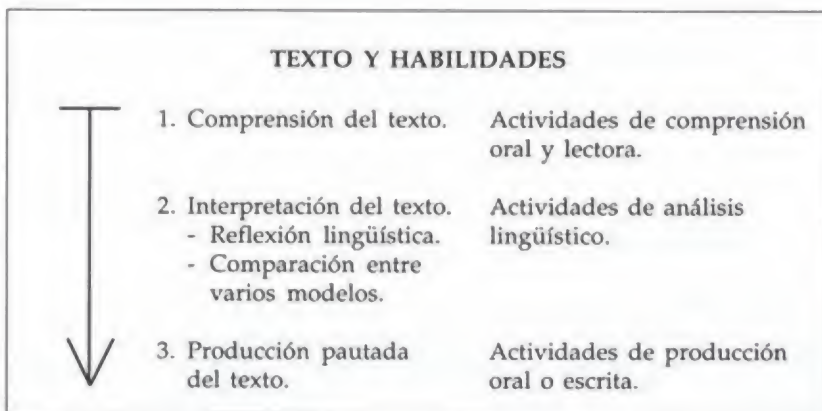 TEXTO Y HABILIDADES
1. Comprensión del texto. Actividades de comprensión
oral y lectora.
2. Interpretación del texto. Actividades de análisis
- Reflexión lingüística. lingüístico.
- Comparación entre
varios modelos.
3. Producción pautada Actividades de producción
del texto. oral o escrita.